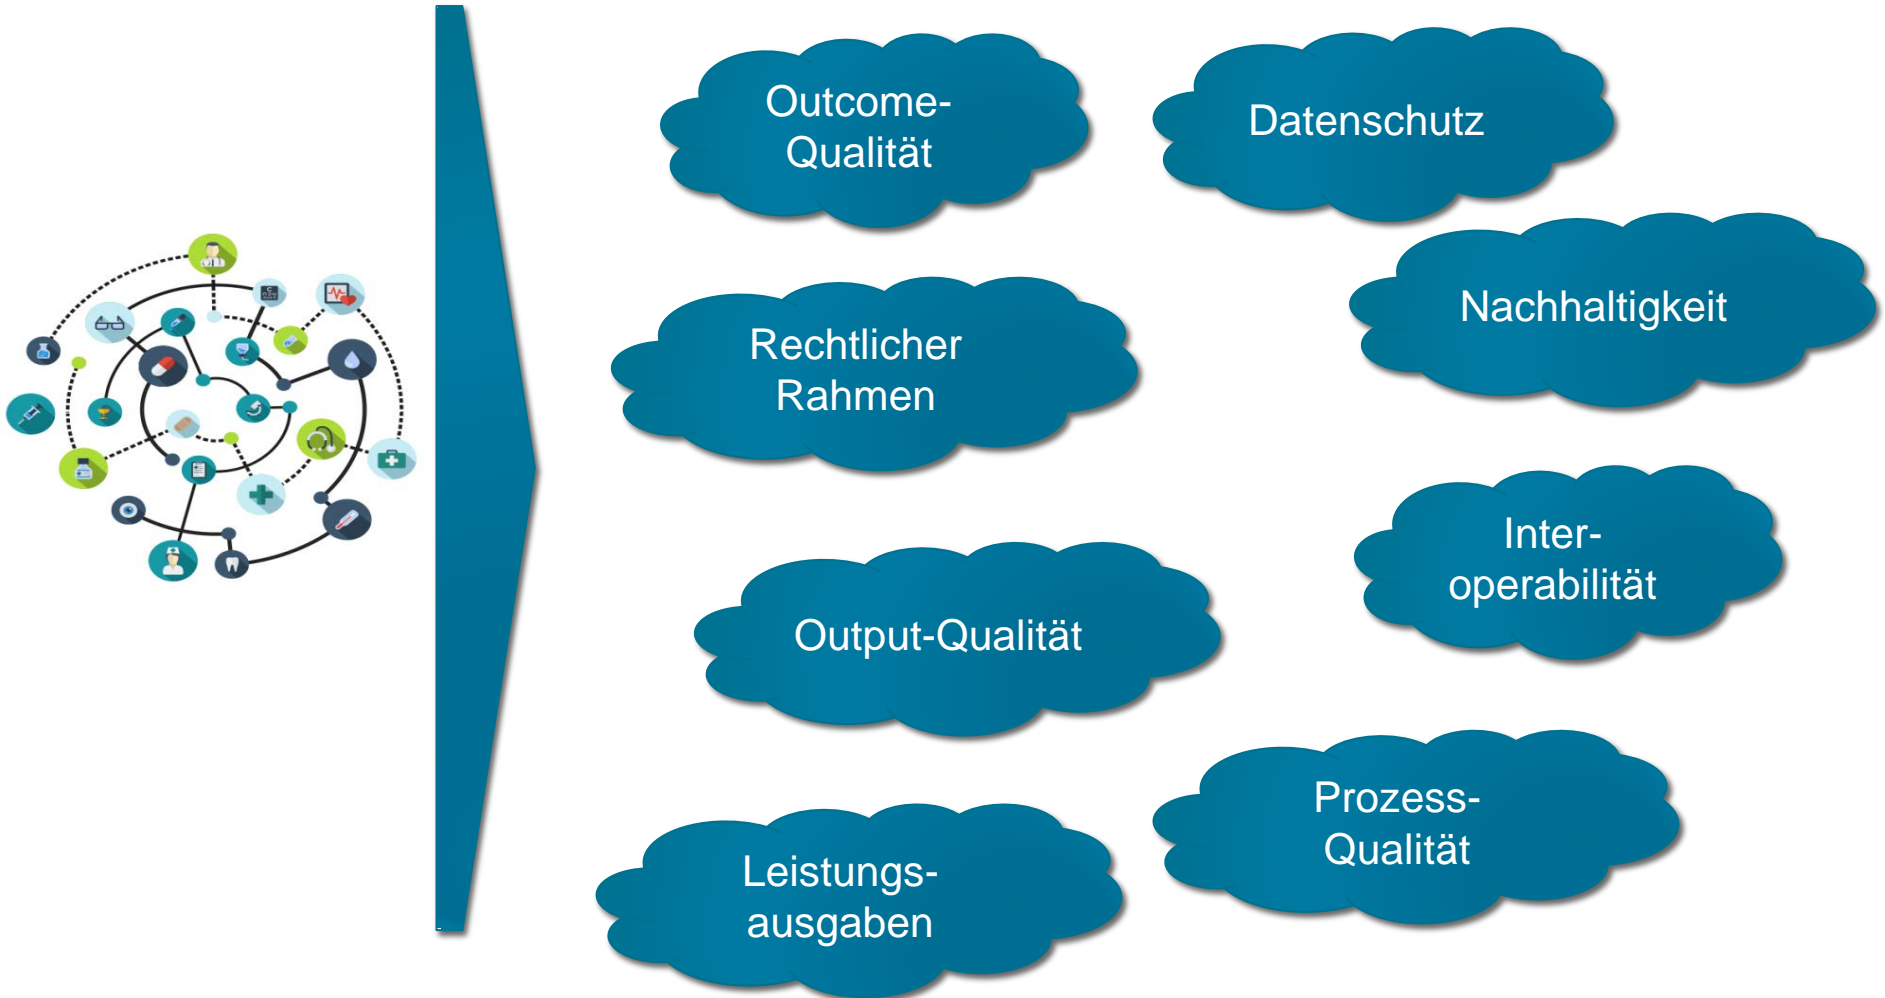 Outcome-
Qualität
Datenschutz
Nachhaltigkeit
Rechtlicher
Rahmen
Inter-
operabilität
Output-Qualität
Prozess-
Qualität
Leistungs-
ausgaben